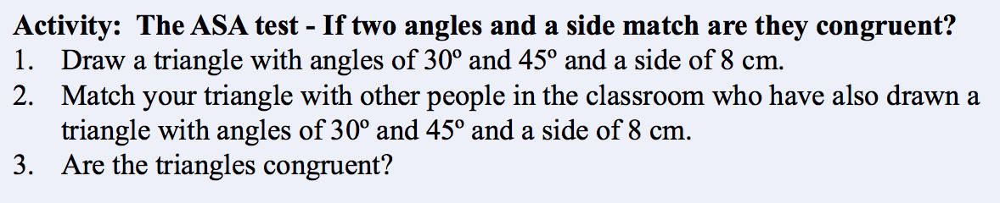 Activity: The ASA test - If two angles and a side match are they congruent?
1. Draw a triangle with angles of 30º and 45º and a side of 8 cm.
2. Match your triangle with other people in the classroom who have also drawn a
triangle with angles of 30º and 45º and a side of 8 cm.
3. Are the triangles congruent?